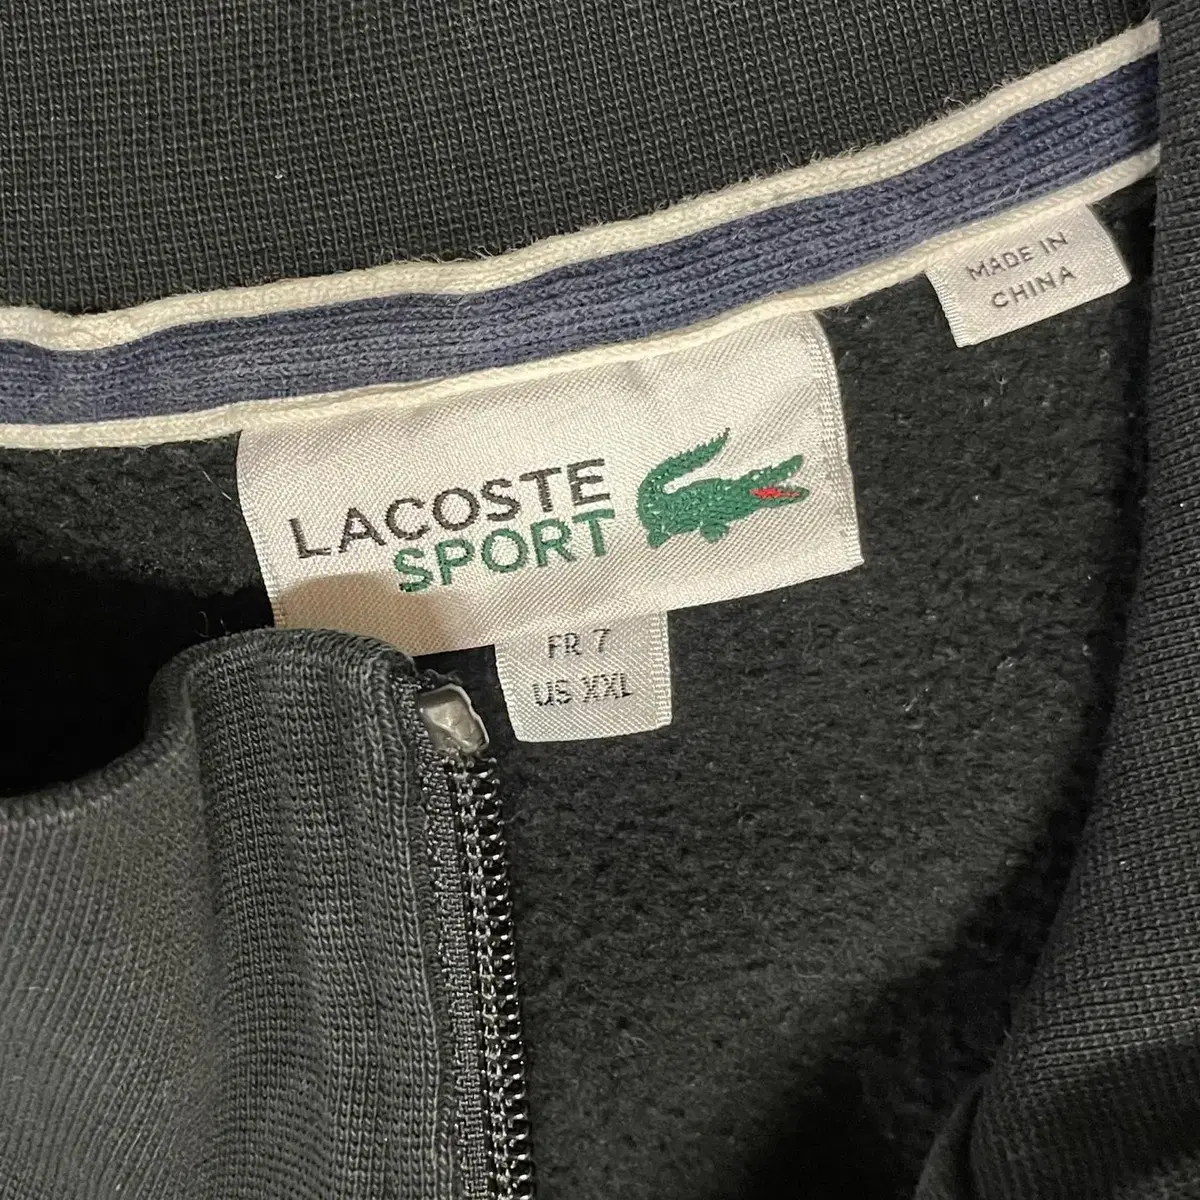 MADE IN
CHINA
LACOSTE
SPORT
FR 7
US XXL